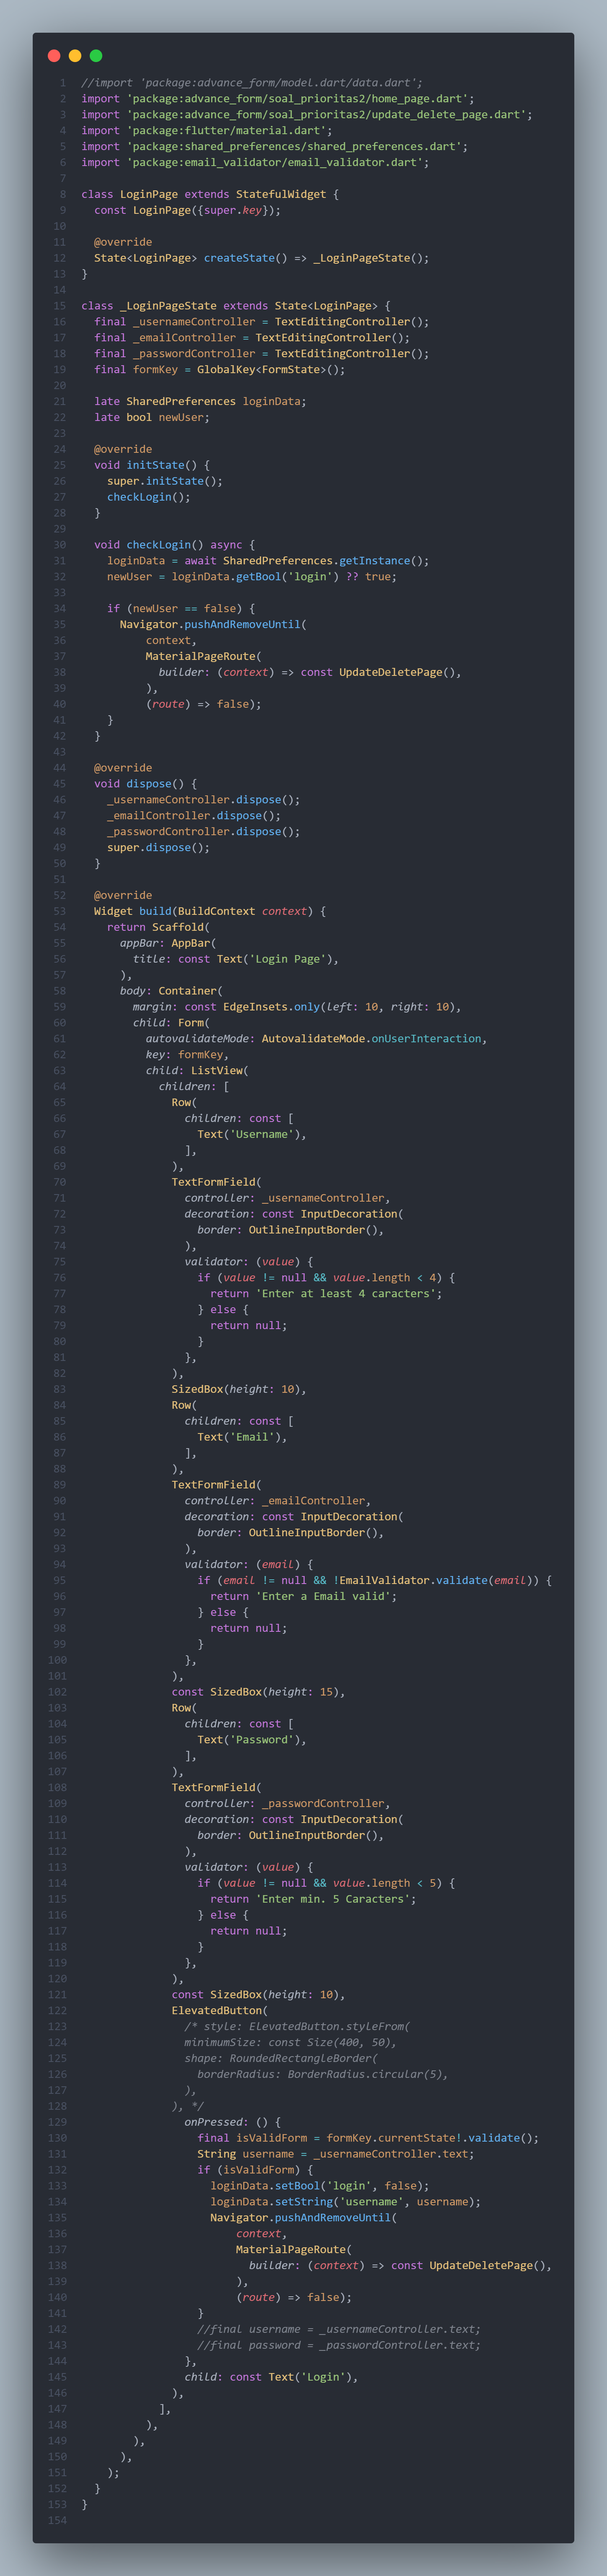 1 //import 'package:advance_form/model.dart/data.dart';
2 import 'package:advance_form/soal_prioritas2/home_page.dart';
3 import 'package:advance_form/soal_prioritas2/update_delete_page.dart';
4 import 'package:flutter/material.dart';
5 import 'package:shared_preferences/shared_preferences.dart';
6 import 'package:email_validator/email_validator.dart';
7
8 class LoginPage extends StatefulWidget {
9   const LoginPage({super.key});
10
11   @override
12   State<LoginPage> createState() => _LoginPageState();
13 }
14
15 class _LoginPageState extends State<LoginPage> {
16   final _usernameController = TextEditingController();
17   final _emailController = TextEditingController();
18   final _passwordController = TextEditingController();
19   final formKey = GlobalKey<FormState>();
20
21   late SharedPreferences loginData;
22   late bool newUser;
23
24   @override
25   void initState() {
26     super.initState();
27     checkLogin();
28   }
29
30   void checkLogin() async {
31     loginData = await SharedPreferences.getInstance();
32     newUser = loginData.getBool('login') ?? true;
33
34     if (newUser == false) {
35       Navigator.pushAndRemoveUntil(
36           context,
37           MaterialPageRoute(
38             builder: (context) => const UpdateDeletePage(),
39           ),
40           (route) => false);
41     }
42   }
43
44   @override
45   void dispose() {
46     _usernameController.dispose();
47     _emailController.dispose();
48     _passwordController.dispose();
49     super.dispose();
50   }
51
52   @override
53   Widget build(BuildContext context) {
54     return Scaffold(
55       appBar: AppBar(
56         title: const Text('Login Page'),
57       ),
58       body: Container(
59         margin: const EdgeInsets.only(left: 10, right: 10),
60         child: Form(
61           autovalidateMode: AutovalidateMode.onUserInteraction,
62           key: formKey,
63           child: ListView(
64             children: [
65               Row(
66                 children: const [
67                   Text('Username'),
68                 ],
69               ),
70               TextFormField(
71                 controller: _usernameController,
72                 decoration: const InputDecoration(
73                   border: OutlineInputBorder(),
74                 ),
75                 validator: (value) {
76                   if (value != null && value.length < 4) {
77                     return 'Enter at least 4 caracters';
78                   } else {
79                     return null;
80                   }
81                 },
82               ),
83               SizedBox(height: 10),
84               Row(
85                 children: const [
86                   Text('Email'),
87                 ],
88               ),
89               TextFormField(
90                 controller: _emailController,
91                 decoration: const InputDecoration(
92                   border: OutlineInputBorder(),
93                 ),
94                 validator: (email) {
95                   if (email != null && !EmailValidator.validate(email)) {
96                     return 'Enter a Email valid';
97                   } else {
98                     return null;
99                   }
100                 },
101               ),
102               const SizedBox(height: 15),
103               Row(
104                 children: const [
105                   Text('Password'),
106                 ],
107               ),
108               TextFormField(
109                 controller: _passwordController,
110                 decoration: const InputDecoration(
111                   border: OutlineInputBorder(),
112                 ),
113                 validator: (value) {
114                   if (value != null && value.length < 5) {
115                     return 'Enter min. 5 Caracters';
116                   } else {
117                     return null;
118                   }
119                 },
120               ),
121               const SizedBox(height: 10),
122               ElevatedButton(
123                 /* style: ElevatedButton.styleFrom(
124                 minimumSize: const Size(400, 50),
125                 shape: RoundedRectangleBorder(
126                   borderRadius: BorderRadius.circular(5),
127                 ),
128               ), */
129                 onPressed: () {
130                   final isValidForm = formKey.currentState!.validate();
131                   String username = _usernameController.text;
132                   if (isValidForm) {
133                     loginData.setBool('login', false);
134                     loginData.setString('username', username);
135                     Navigator.pushAndRemoveUntil(
136                         context,
137                         MaterialPageRoute(
138                           builder: (context) => const UpdateDeletePage(),
139                         ),
140                         (route) => false);
141                   }
142                   //final username = _usernameController.text;
143                   //final password = _passwordController.text;
144                 },
145                 child: const Text('Login'),
146               ),
147             ],
148           ),
149         ),
150       ),
151     );
152   }
153 }
154